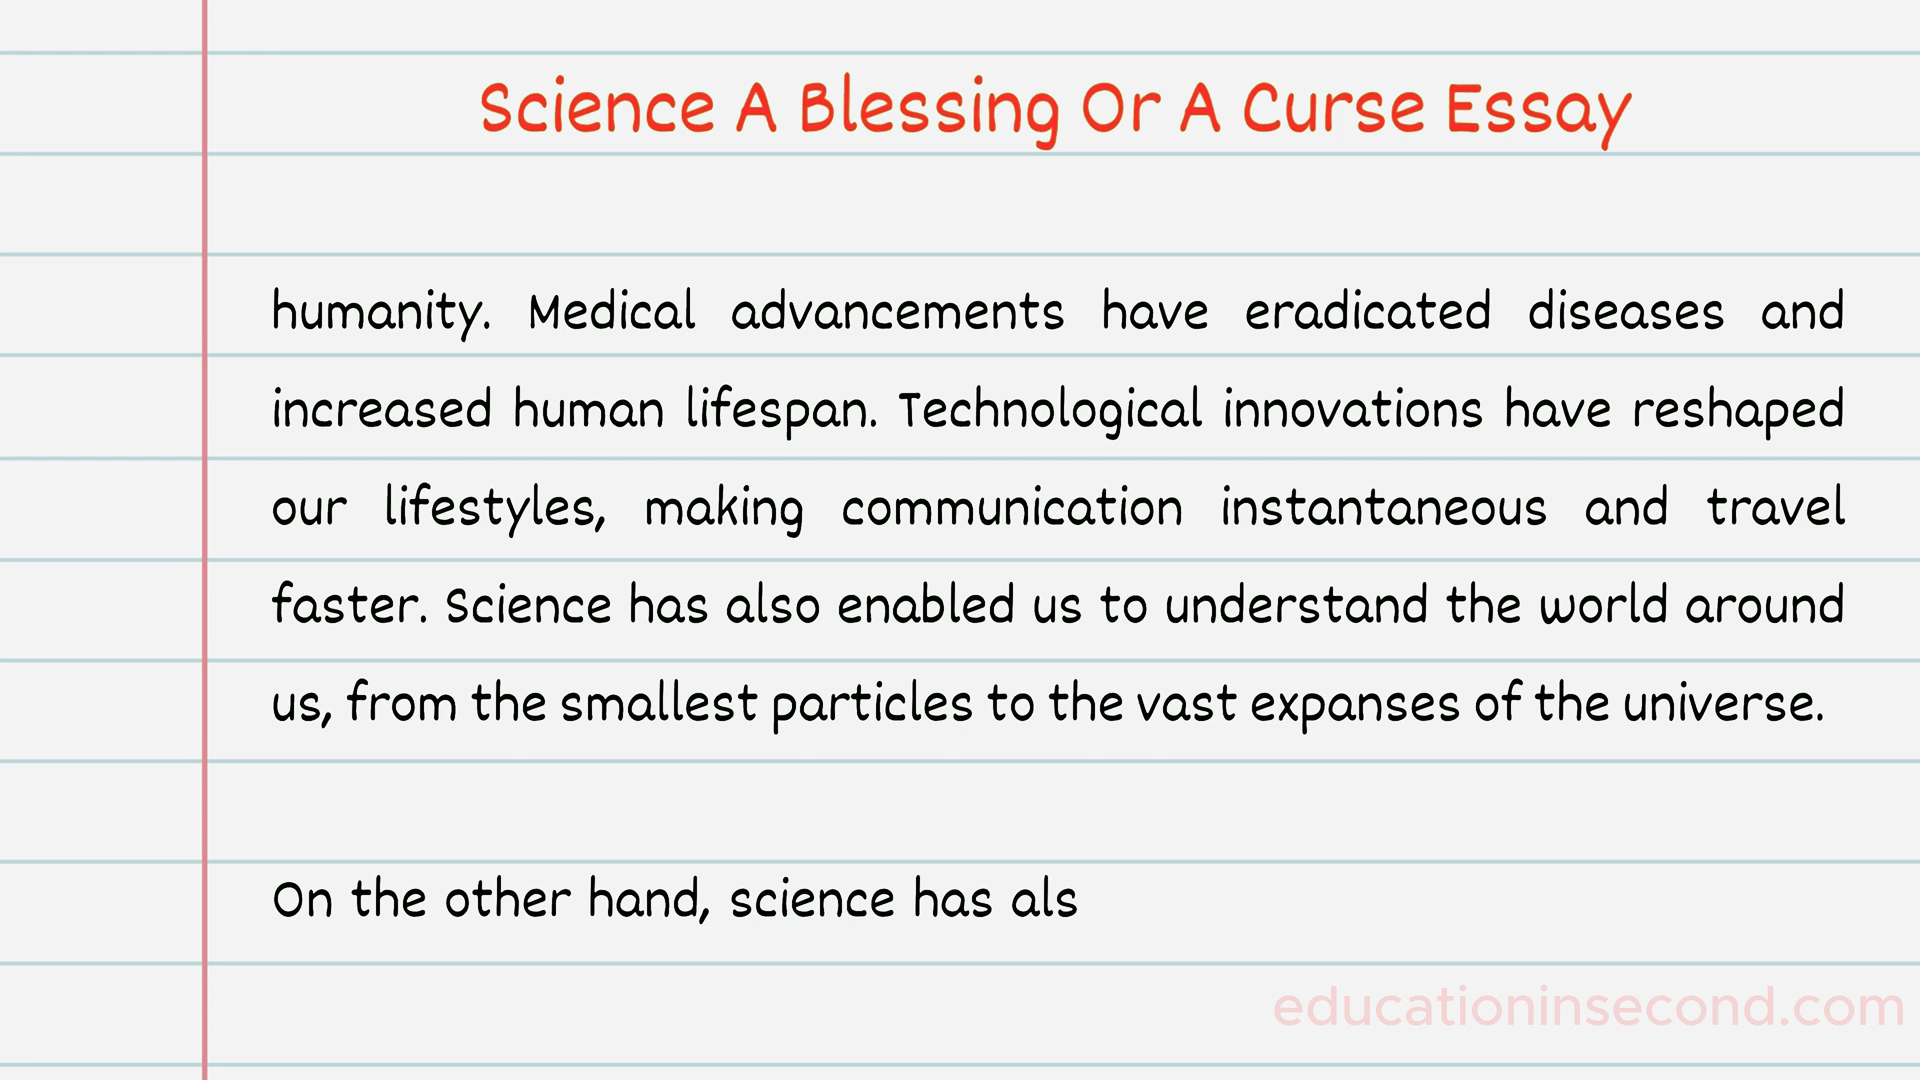 Science A Blessing Or A Curse Essay
humanity. Medical advancements have eradicated diseases and
increased human lifespan. Technological innovations have reshaped
our lifestyles, making communication instantaneous and travel
faster. Science has also enabled us to understand the world around
us, from the smallest particles to the vast expanses of the universe.
On the other hand, science has als
educationinsecond.com